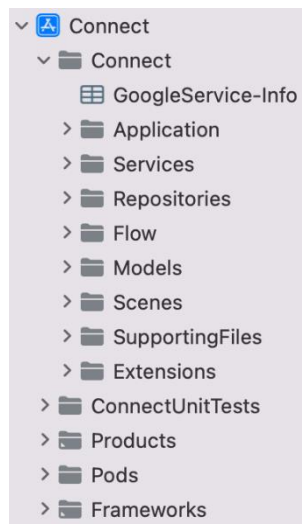 Connect
Connect
GoogleService-Info
Application
Services
Repositories
Flow
Models
Scenes
SupportingFiles
Extensions
ConnectUnitTests
Products
Pods
Frameworks